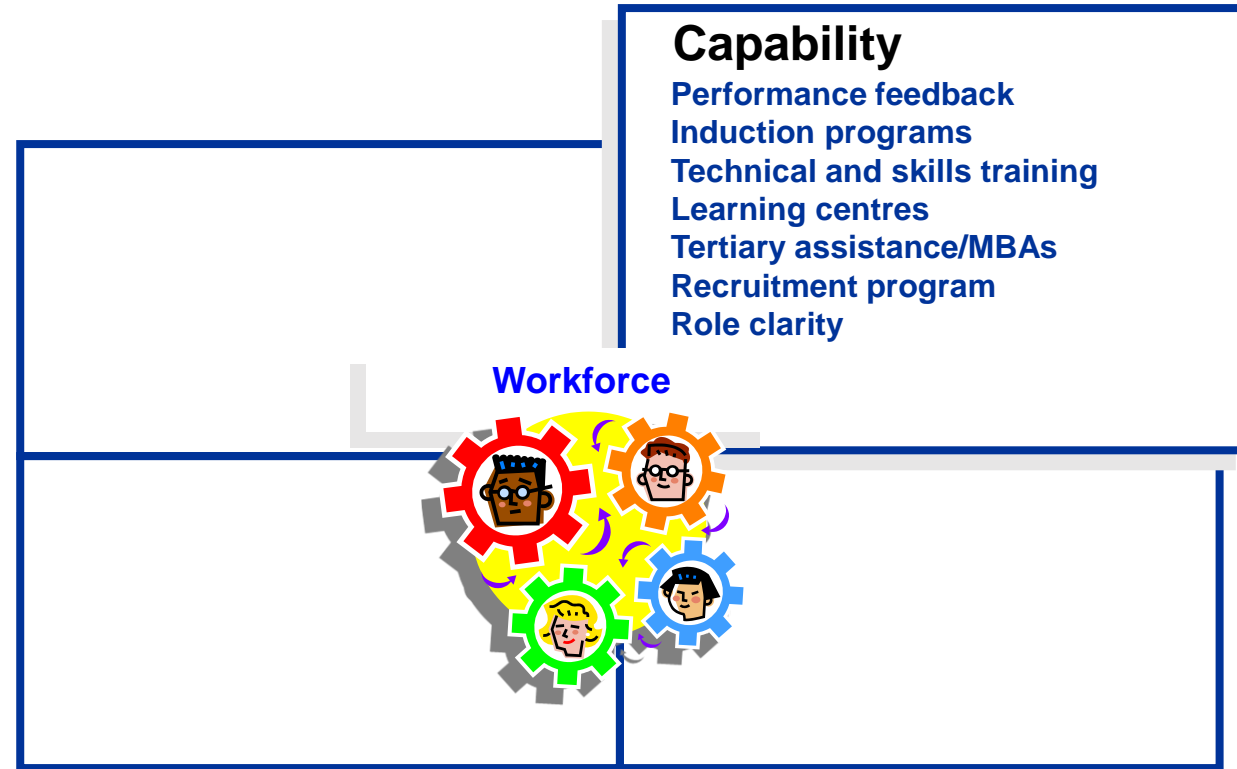 Capability
Performance feedback
Induction programs
Technical and skills training
Learning centres
Tertiary assistance/MBAs
Recruitment program
Role clarity
Workforce